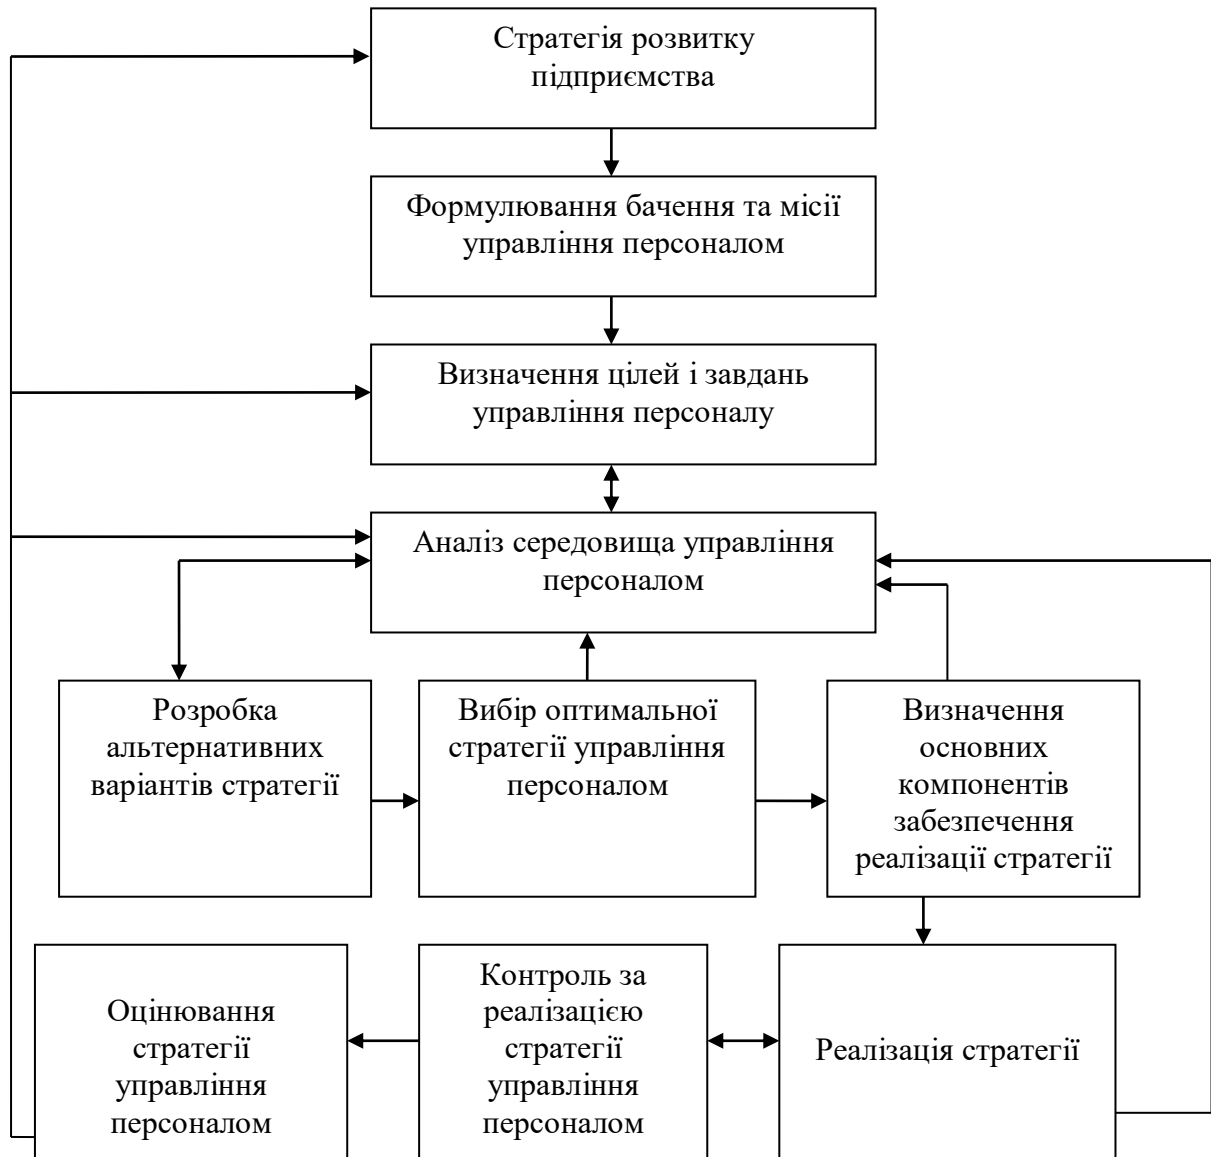 Стратегія розвитку
підприємства
Формулювання бачення та місії
управління персоналом
Визначення цілей і завдань
управління персоналу
Аналіз середовища управління
персоналом
Розробка
альтернативних
варіантів стратегії
Вибір оптимальної
стратегії управління
персоналом
Визначення
основних
компонентів
забезпечення
реалізації стратегії
Оцінювання
стратегії
управління
персоналом
Контроль за
реалізацією
стратегії
управління
персоналом
Реалізація стратегії